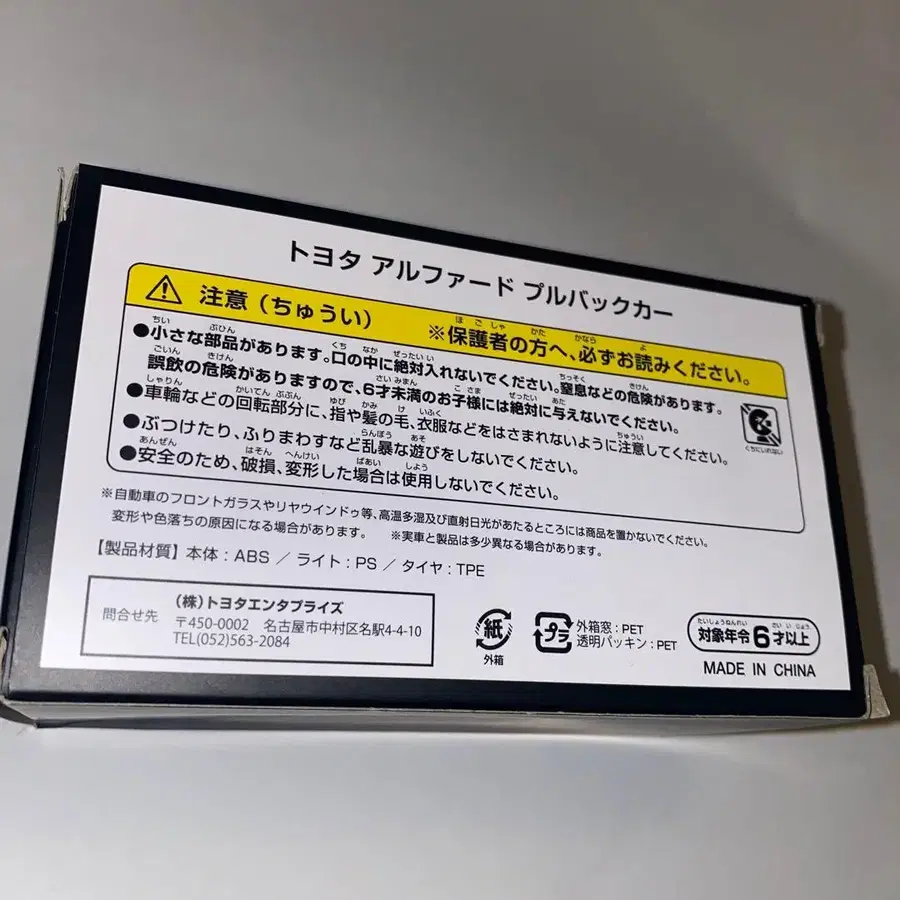 トヨタ アルファード プルバックカー
注意（ちゅうい） ※保護者の方へ、必ずお読みください。
●小さな部品があります。口の中に絶対入れないでください。窒息などの危険があります。
誤飲の危険がありますので、6才未満のお子様には絶対に与えないでください。
●車輪などの回転部分に、指や髪の毛、衣服などをはさまれないように注意してください。
●ぶつけたり、ふりまわすなど乱暴な遊びをしないでください。
●安全のため、破損、変形した場合は使用しないでください。
くちにいれない
※自動車のフロントガラスやリヤウインドゥ等、高温多湿及び直射日光があたるところには商品を置かないでください。
変形や色落ちの原因になる場合があります。 ※実車と製品は多少異なる場合があります。
【製品材質】本体：ABS ／ ライト：PS ／ タイヤ：TPE
問合せ先
（株）トヨタエンタプライズ
〒450-0002 名古屋市中村区名駅4-4-10
TEL(052)563-2084
紙
外箱
プラ
外箱窓：PET
透明パッキン：PET
対象年令6才以上
MADE IN CHINA